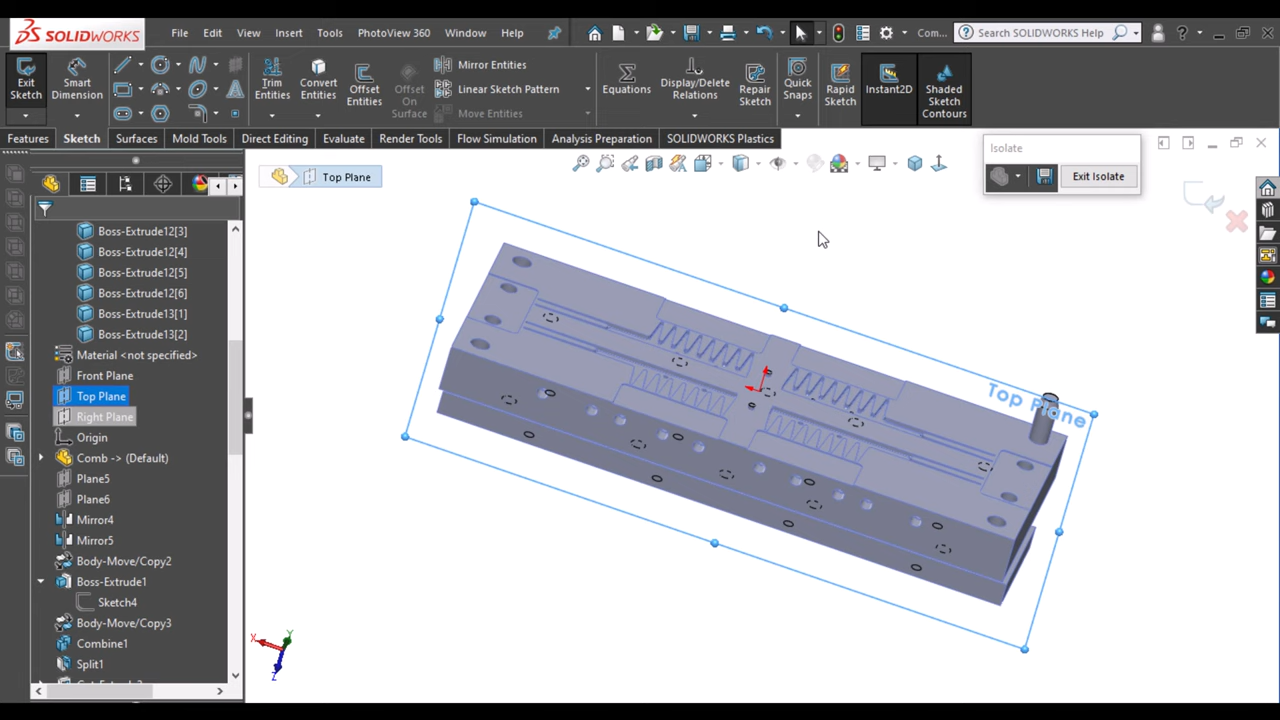 SOLIDWORKS File Edit View Insert Tools PhotoView 360 Window Help Com... Search SOLIDWORKS Help ?
Exit Sketch
Smart Dimension
Trim Entities
Convert Entities
Offset Entities
Offset On Surface
Mirror Entities
Linear Sketch Pattern
Move Entities
Equations
Display/Delete Relations
Repair Sketch
Quick Snaps
Rapid Sketch
Instant2D
Shaded Sketch Contours
Features Sketch Surfaces Mold Tools Direct Editing Evaluate Render Tools Flow Simulation Analysis Preparation SOLIDWORKS Plastics
Isolate
Exit Isolate
Top Plane
Boss-Extrude12[3]
Boss-Extrude12[4]
Boss-Extrude12[5]
Boss-Extrude12[6]
Boss-Extrude13[1]
Boss-Extrude13[2]
Material <not specified>
Front Plane
Top Plane
Right Plane
Origin
Comb -> (Default)
Plane5
Plane6
Mirror4
Mirror5
Body-Move/Copy2
Boss-Extrude1
Sketch4
Body-Move/Copy3
Combine1
Split1
Top Plane
X
Y
Z